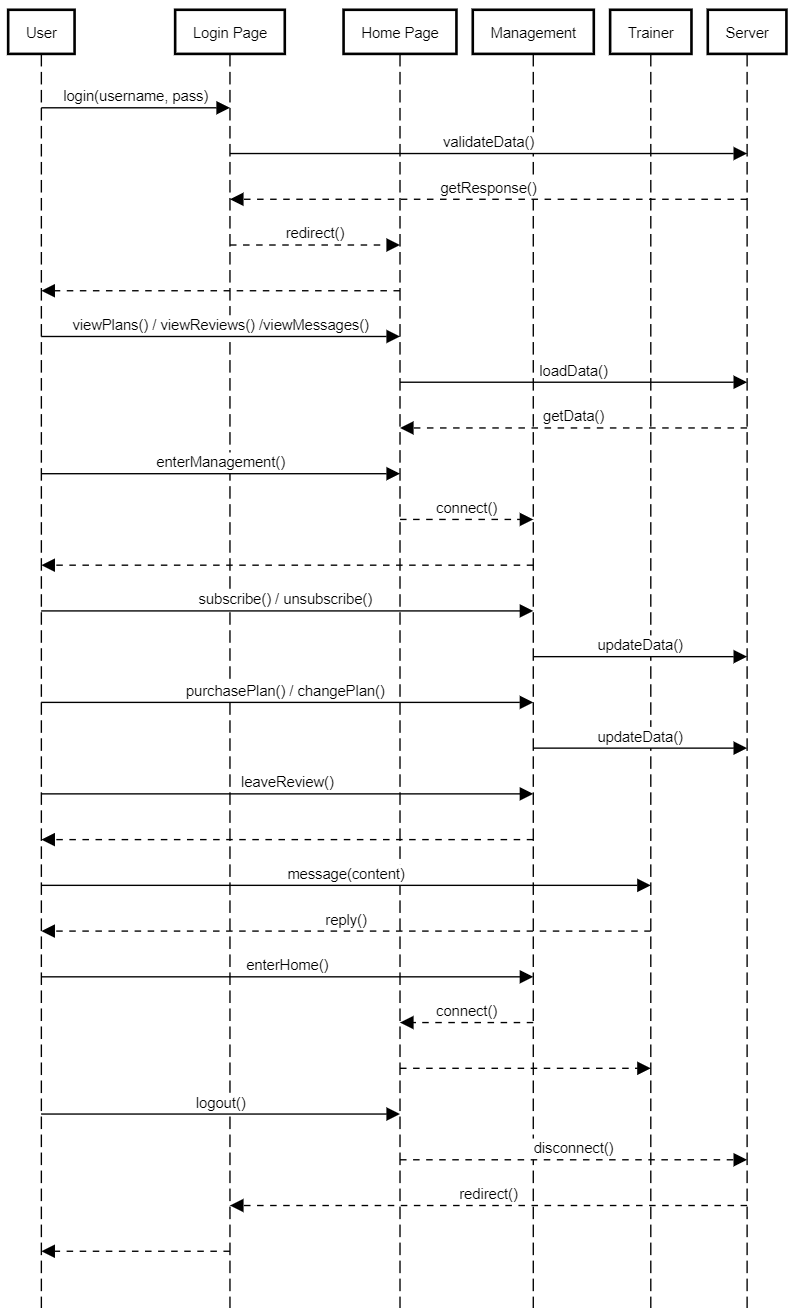 User
Login Page
Home Page
Management
Trainer
Server
login(username, pass)
validateData()
getResponse()
redirect()
viewPlans() / viewReviews() /viewMessages()
loadData()
getData()
enterManagement()
connect()
subscribe() / unsubscribe()
updateData()
purchasePlan() / changePlan()
updateData()
leaveReview()
message(content)
reply()
enterHome()
connect()
logout()
disconnect()
redirect()